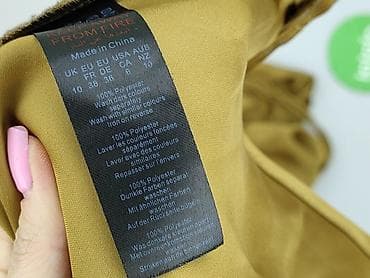 FROM FIRE
Made in China
UK EU EU USA AUS
FR DE CA NZ
10 38 36 6 10
100% Polyester
Wash dark colours
separately
Wash with similar colours
Iron on reverse
100% Polyester
Laver les couleurs foncées
séparément
Laver avec des couleurs
similaires
Repasser sur l'envers
100% Polyester
Dunkle Farben separat
waschen
Mit ähnlichen Farben
waschen
Auf der Rückseite bügeln
100% Polyester